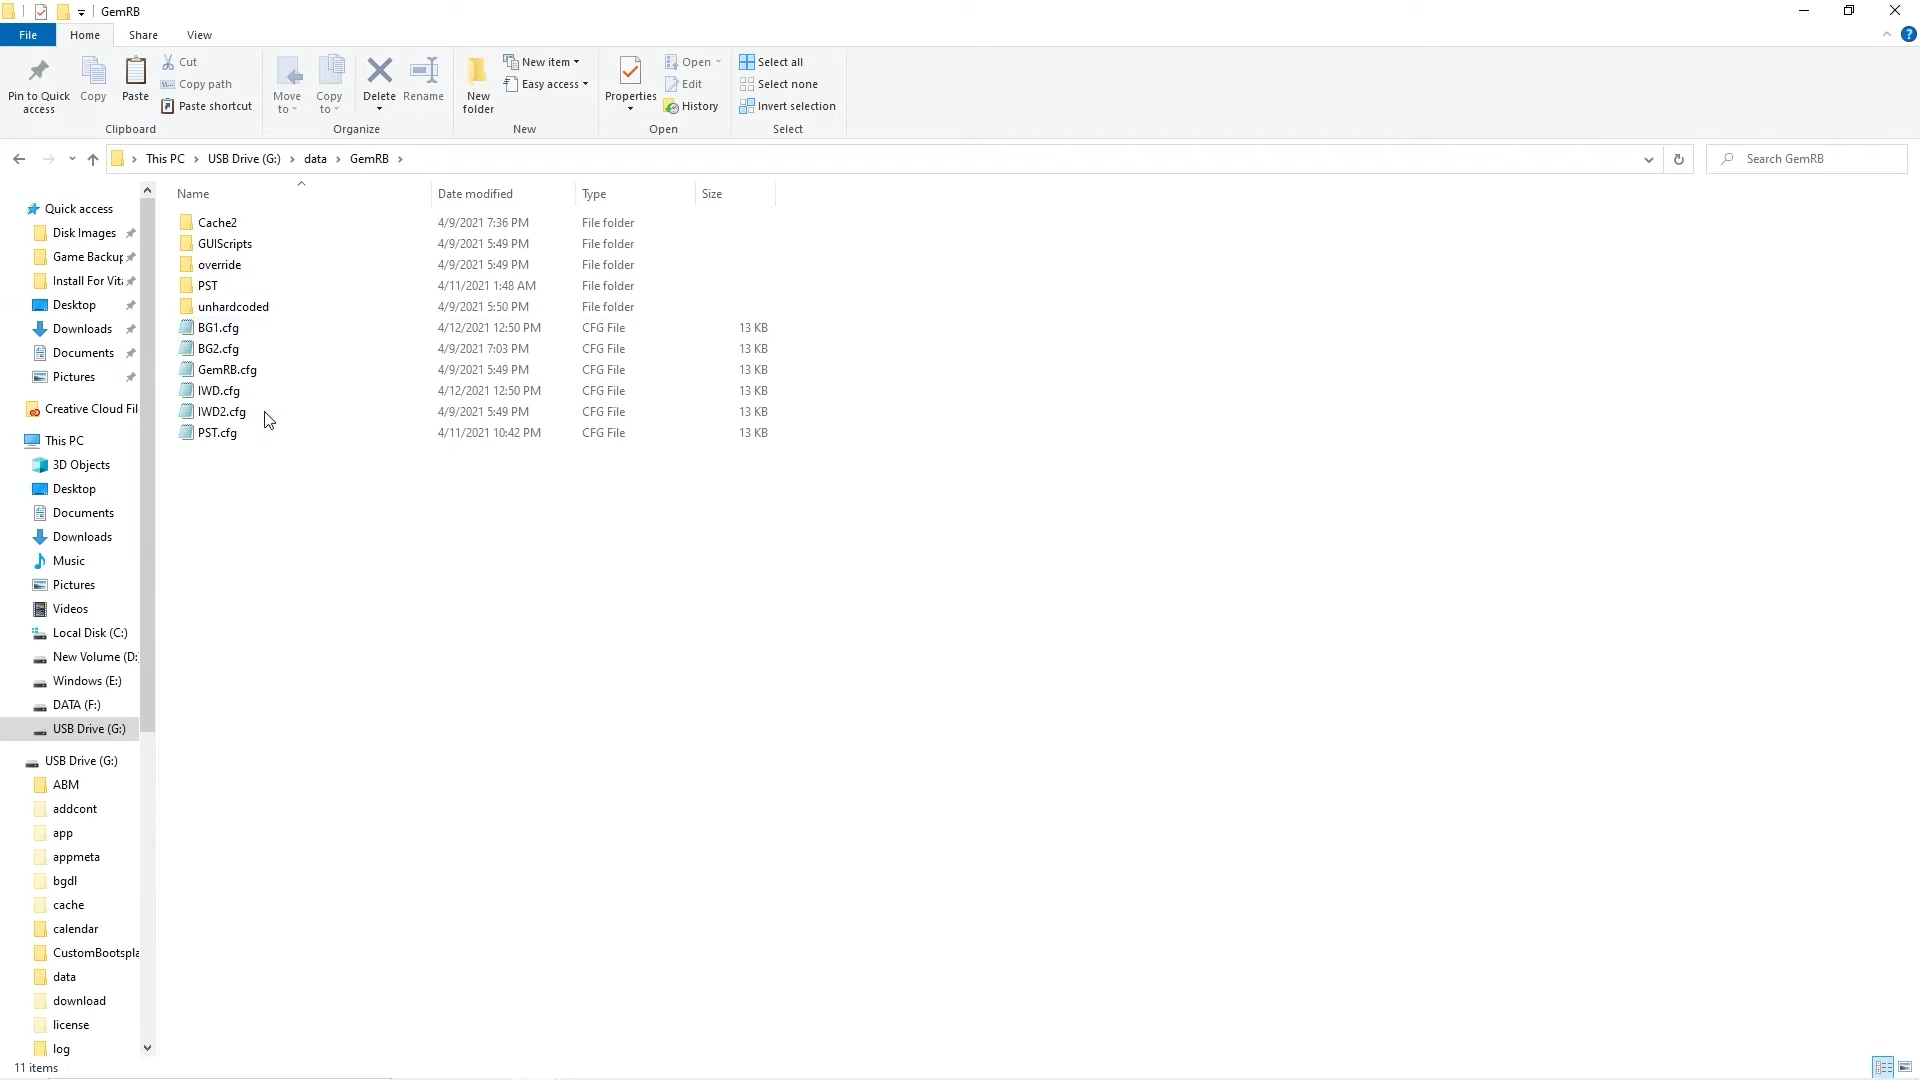 GemRB
File Home Share View
Pin to Quick access
Copy
Paste
Cut
Copy path
Paste shortcut
Clipboard
Move to
Copy to
Delete
Rename
Organize
New folder
New item
Easy access
New
Properties
Open
Edit
History
Open
Select all
Select none
Invert selection
Select
This PC USB Drive (G:) data GemRB
Search GemRB
Name Date modified Type Size
Cache2 4/9/2021 7:36 PM File folder
GUIScripts 4/9/2021 5:49 PM File folder
override 4/9/2021 5:49 PM File folder
PST 4/11/2021 1:48 AM File folder
unhardcoded 4/9/2021 5:50 PM File folder
BG1.cfg 4/12/2021 12:50 PM CFG File 13 KB
BG2.cfg 4/9/2021 7:03 PM CFG File 13 KB
GemRB.cfg 4/9/2021 5:49 PM CFG File 13 KB
IWD.cfg 4/12/2021 12:50 PM CFG File 13 KB
IWD2.cfg 4/9/2021 5:49 PM CFG File 13 KB
PST.cfg 4/11/2021 10:42 PM CFG File 13 KB
Quick access
Disk Images
Game Backup
Install For Vita
Desktop
Downloads
Documents
Pictures
Creative Cloud Fil
This PC
3D Objects
Desktop
Documents
Downloads
Music
Pictures
Videos
Local Disk (C:)
New Volume (D:
Windows (E:)
DATA (F:)
USB Drive (G:)
USB Drive (G:)
ABM
addcont
app
appmeta
bgdl
cache
calendar
CustomBootspla
data
download
license
log
11 items